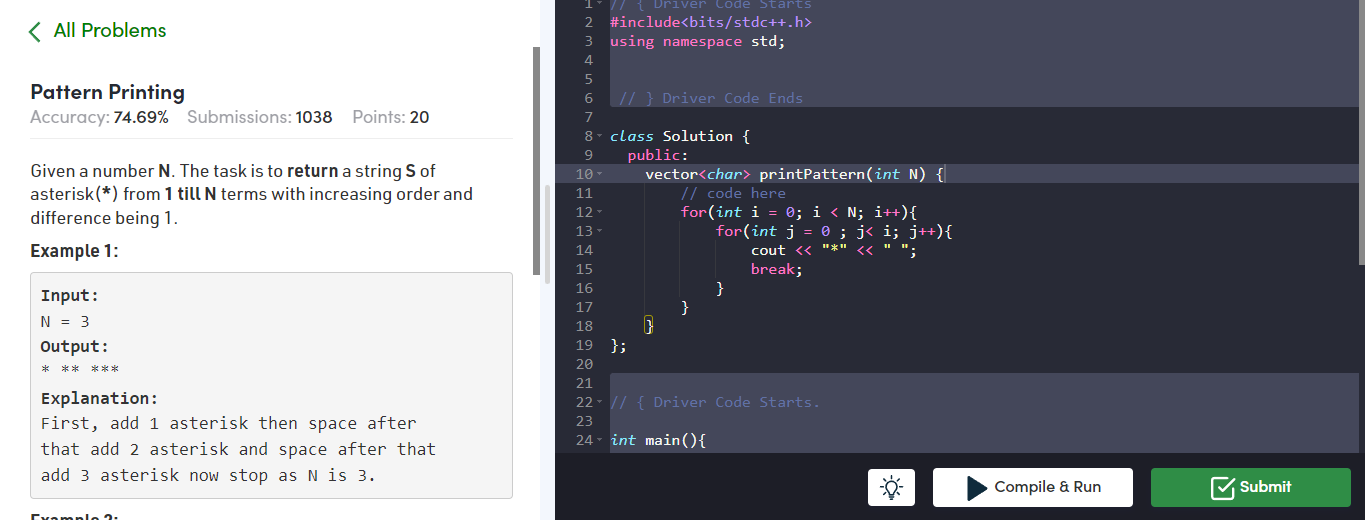 All Problems
Pattern Printing
Accuracy: 74.69% Submissions: 1038 Points: 20
Given a number N. The task is to return a string S of
asterisk(*) from 1 till N terms with increasing order and
difference being 1.
Example 1:
Input:
N = 3
Output:
* ** ***
Explanation:
First, add 1 asterisk then space after
that add 2 asterisk and space after that
add 3 asterisk now stop as N is 3.
Example 2:
1 // { Driver Code Starts
2 #include<bits/stdc++.h>
3 using namespace std;
4
5
6 // } Driver Code Ends
7
8 class Solution {
9 public:
10 vector<char> printPattern(int N) {
11 // code here
12 for(int i = 0; i < N; i++){
13 for(int j = 0 ; j< i; j++){
14 cout << "*" << " ";
15 break;
16 }
17 }
18 }
19 };
20
21
22 // { Driver Code Starts.
23
24 int main(){
Compile & Run
Submit